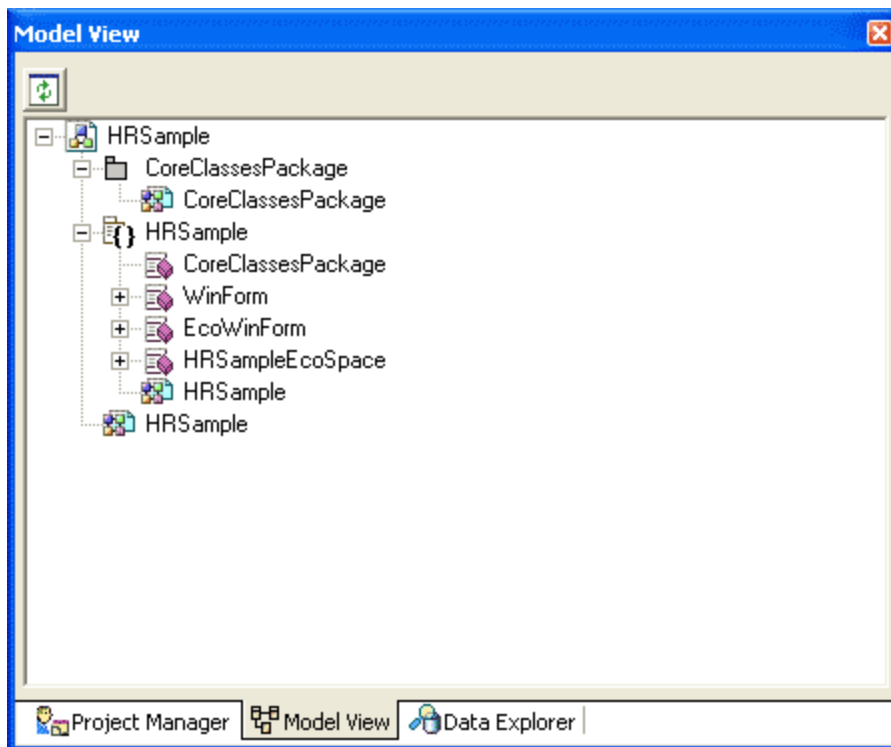 Model View
HRSample
CoreClassesPackage
CoreClassesPackage
{} HRSample
CoreClassesPackage
WinForm
EcoWinForm
HRSampleEcoSpace
HRSample
HRSample
Project Manager Model View Data Explorer